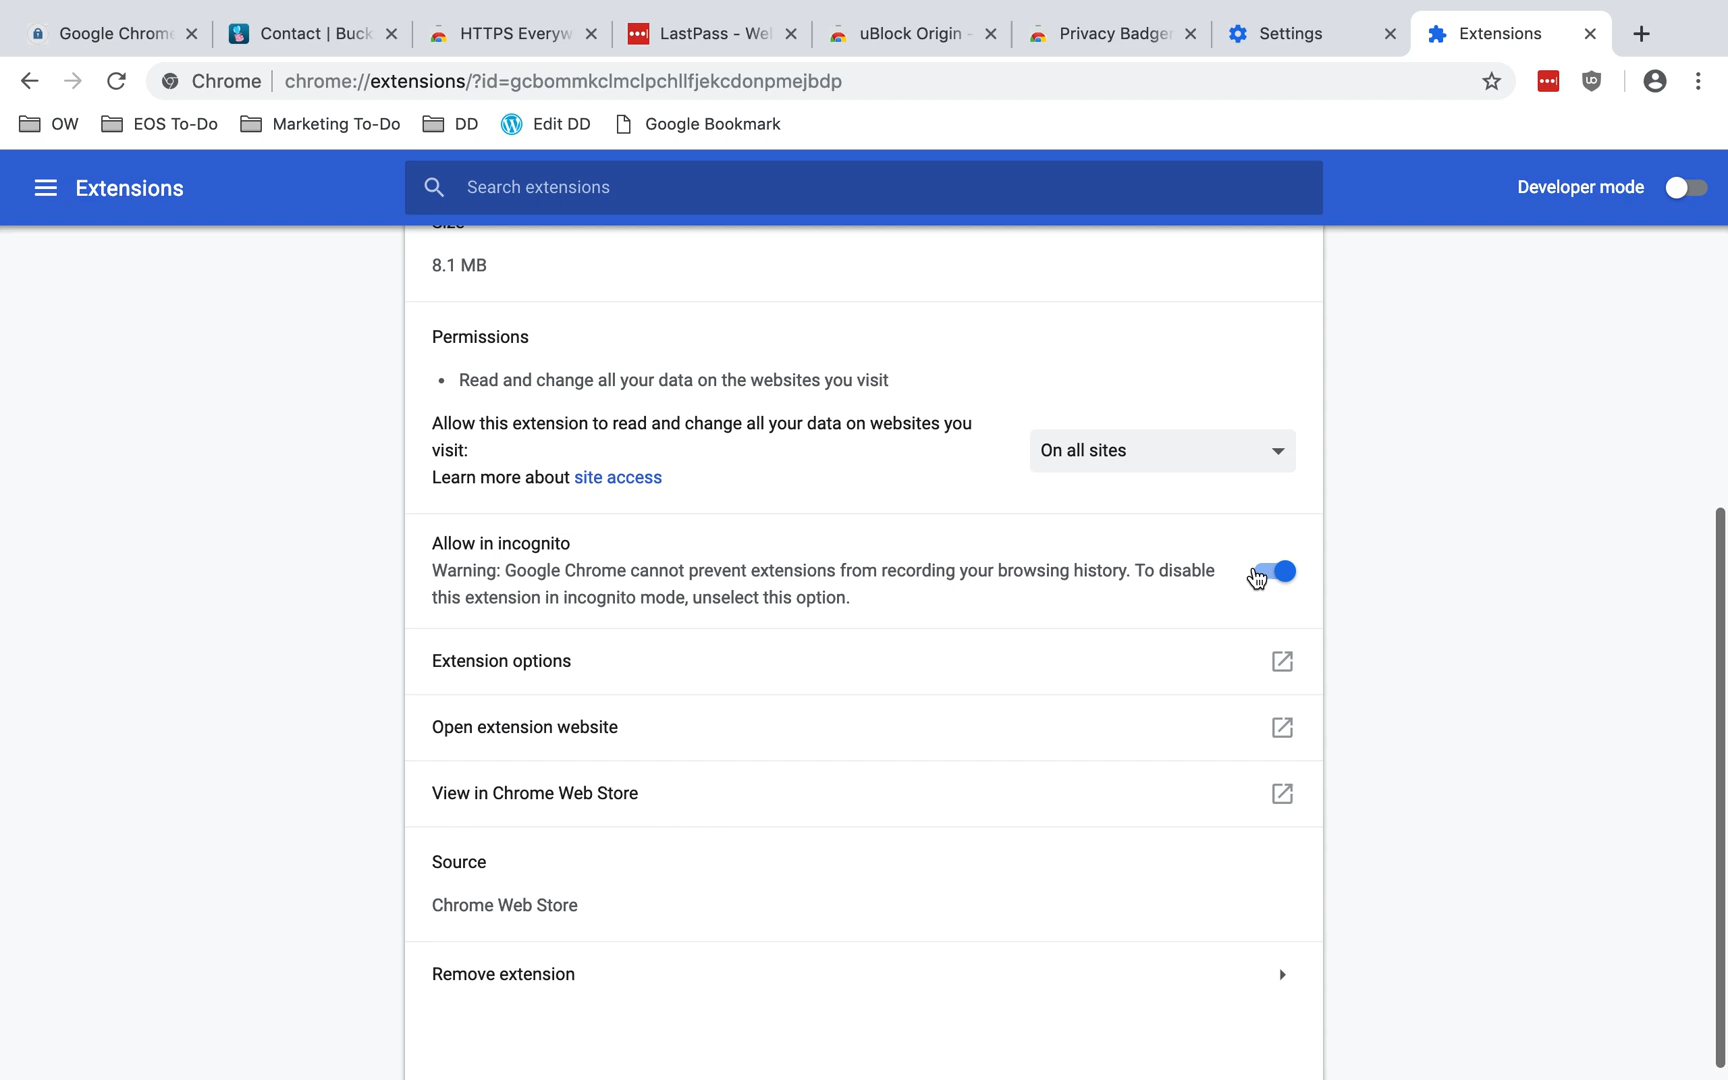 Google Chrome
Contact | Buck
HTTPS Everyw
LastPass - We
uBlock Origin -
Privacy Badger
Settings
Extensions
Chrome
chrome://extensions/?id=gcbommkclmclpchllfjekcdonpmejbdp
OW
EOS To-Do
Marketing To-Do
DD
Edit DD
Google Bookmark
Extensions
Search extensions
Developer mode
Size
8.1 MB
Permissions
• Read and change all your data on the websites you visit
Allow this extension to read and change all your data on websites you
visit:
On all sites
Learn more about site access
Allow in incognito
Warning: Google Chrome cannot prevent extensions from recording your browsing history. To disable
this extension in incognito mode, unselect this option.
Extension options
Open extension website
View in Chrome Web Store
Source
Chrome Web Store
Remove extension